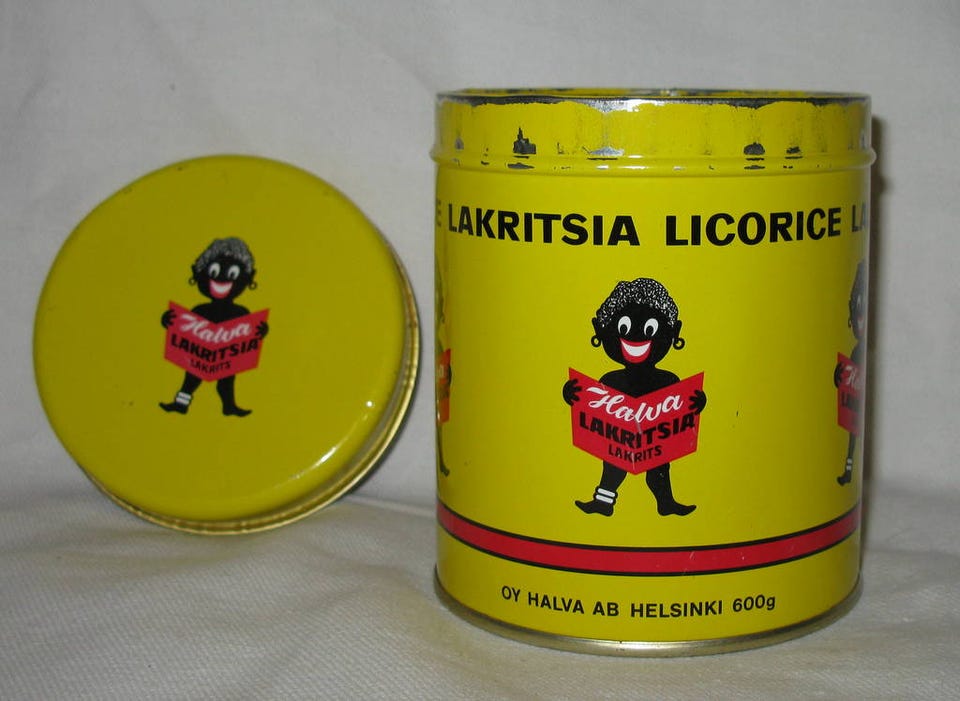 Halva
LAKRITSIA
LAKRITS
LAKRITSIA LICORICE
Halva
LAKRITSIA
LAKRITS
OY HALVA AB HELSINKI 600g